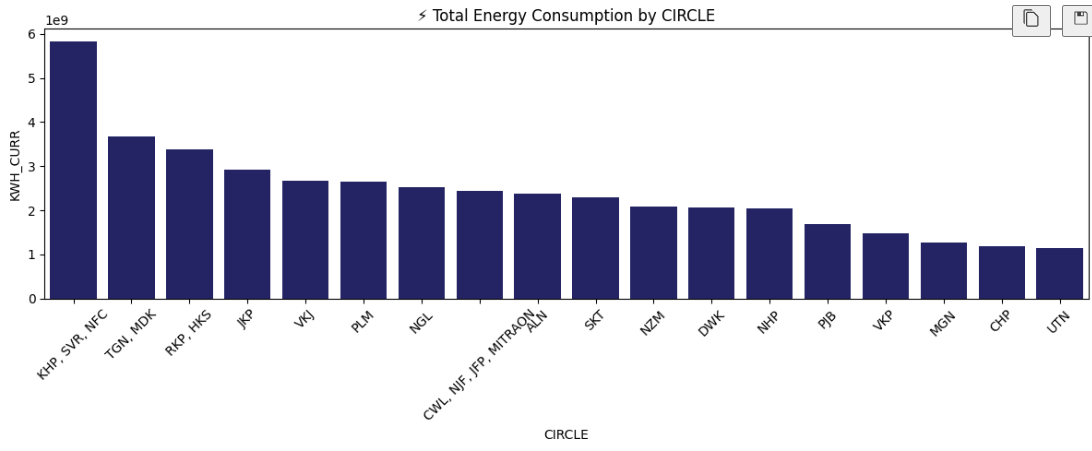 ⚡ Total Energy Consumption by CIRCLE
1e9
6
5
4
3
2
1
0
KWH_CURR
KHP, SVR, NFC
TGN, MDK
RKP, HKS
JKP
VKJ
PLM
NGL
CWL, NJF, JFP, MITRAON
ALN
SKT
NZM
DWK
NHP
PJB
VKP
MGN
CHP
UTN
CIRCLE